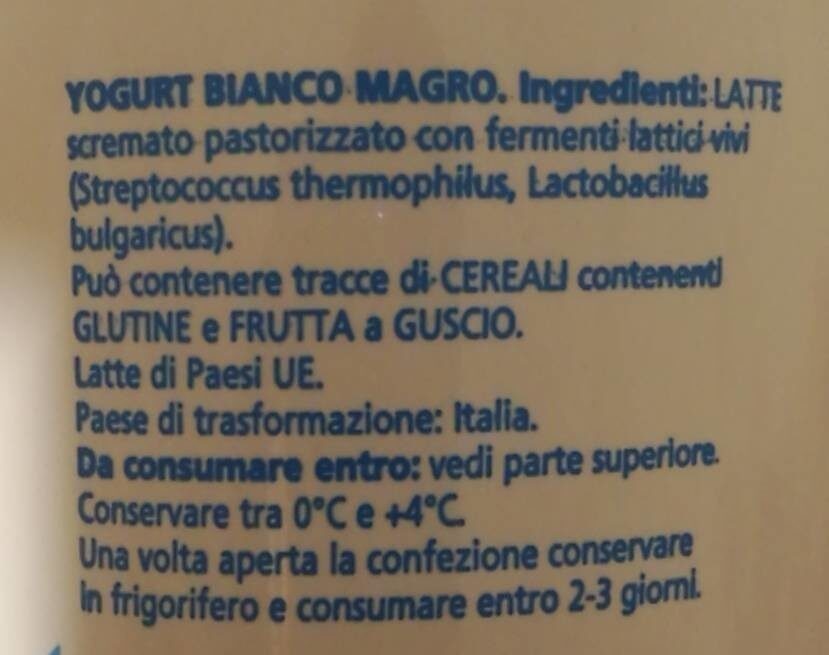 YOGURT BIANCO MAGRO. Ingredienti: LATTE
scremato pastorizzato con fermenti lattici vivi
(Streptococcus thermophilus, Lactobacillus
bulgaricus).
Può contenere tracce di CEREALI contenenti
GLUTINE e FRUTTA a GUSCIO.
Latte di Paesi UE.
Paese di trasformazione: Italia.
Da consumare entro: vedi parte superiore.
Conservare tra 0°C e +4°C.
Una volta aperta la confezione conservare
in frigorifero e consumare entro 2-3 giorni.